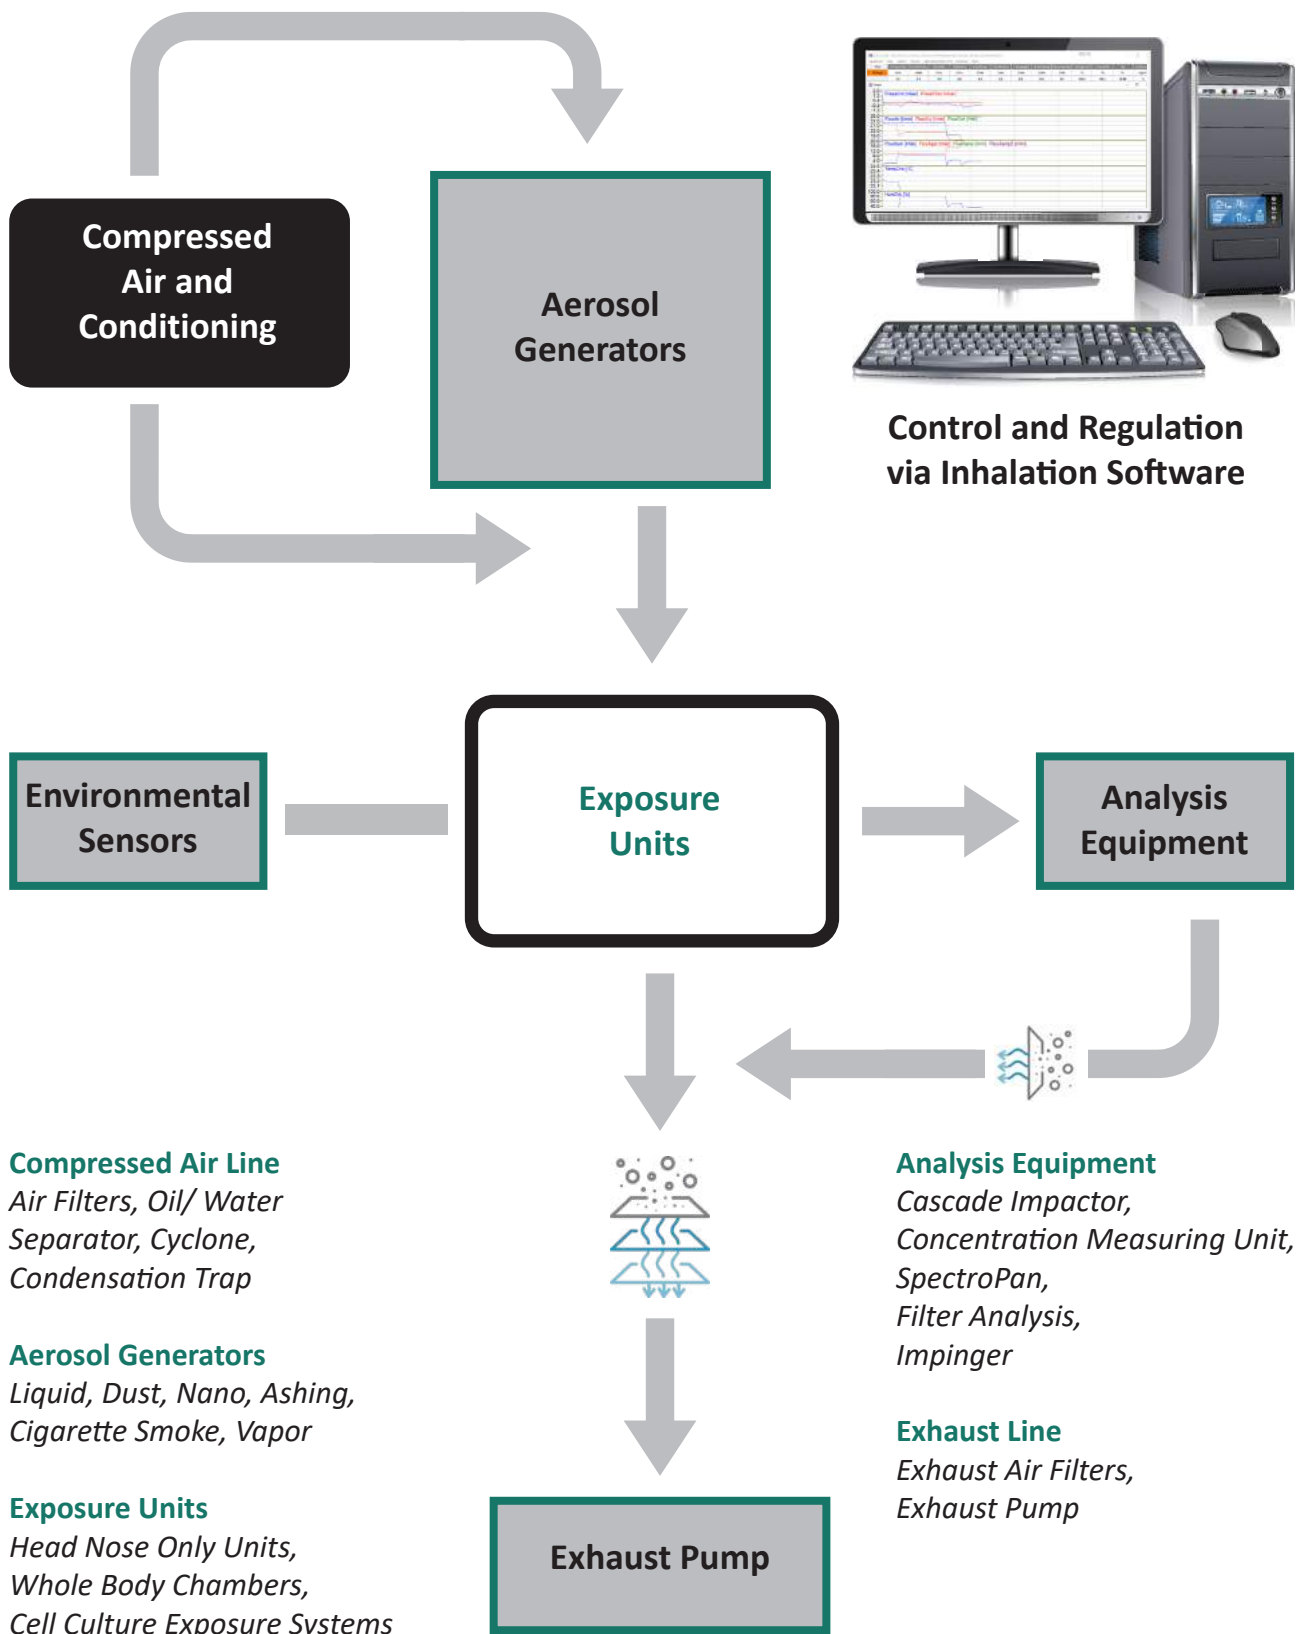 Compressed
Air and
Conditioning
Aerosol
Generators
Control and Regulation
via Inhalation Software
Environmental
Sensors
Exposure
Units
Analysis
Equipment
Compressed Air Line
Air Filters, Oil/ Water
Separator, Cyclone,
Condensation Trap
Aerosol Generators
Liquid, Dust, Nano, Ashing,
Cigarette Smoke, Vapor
Exposure Units
Head Nose Only Units,
Whole Body Chambers,
Cell Culture Exposure Systems
Analysis Equipment
Cascade Impactor,
Concentration Measuring Unit,
SpectroPan,
Filter Analysis,
Impinger
Exhaust Line
Exhaust Air Filters,
Exhaust Pump
Exhaust Pump